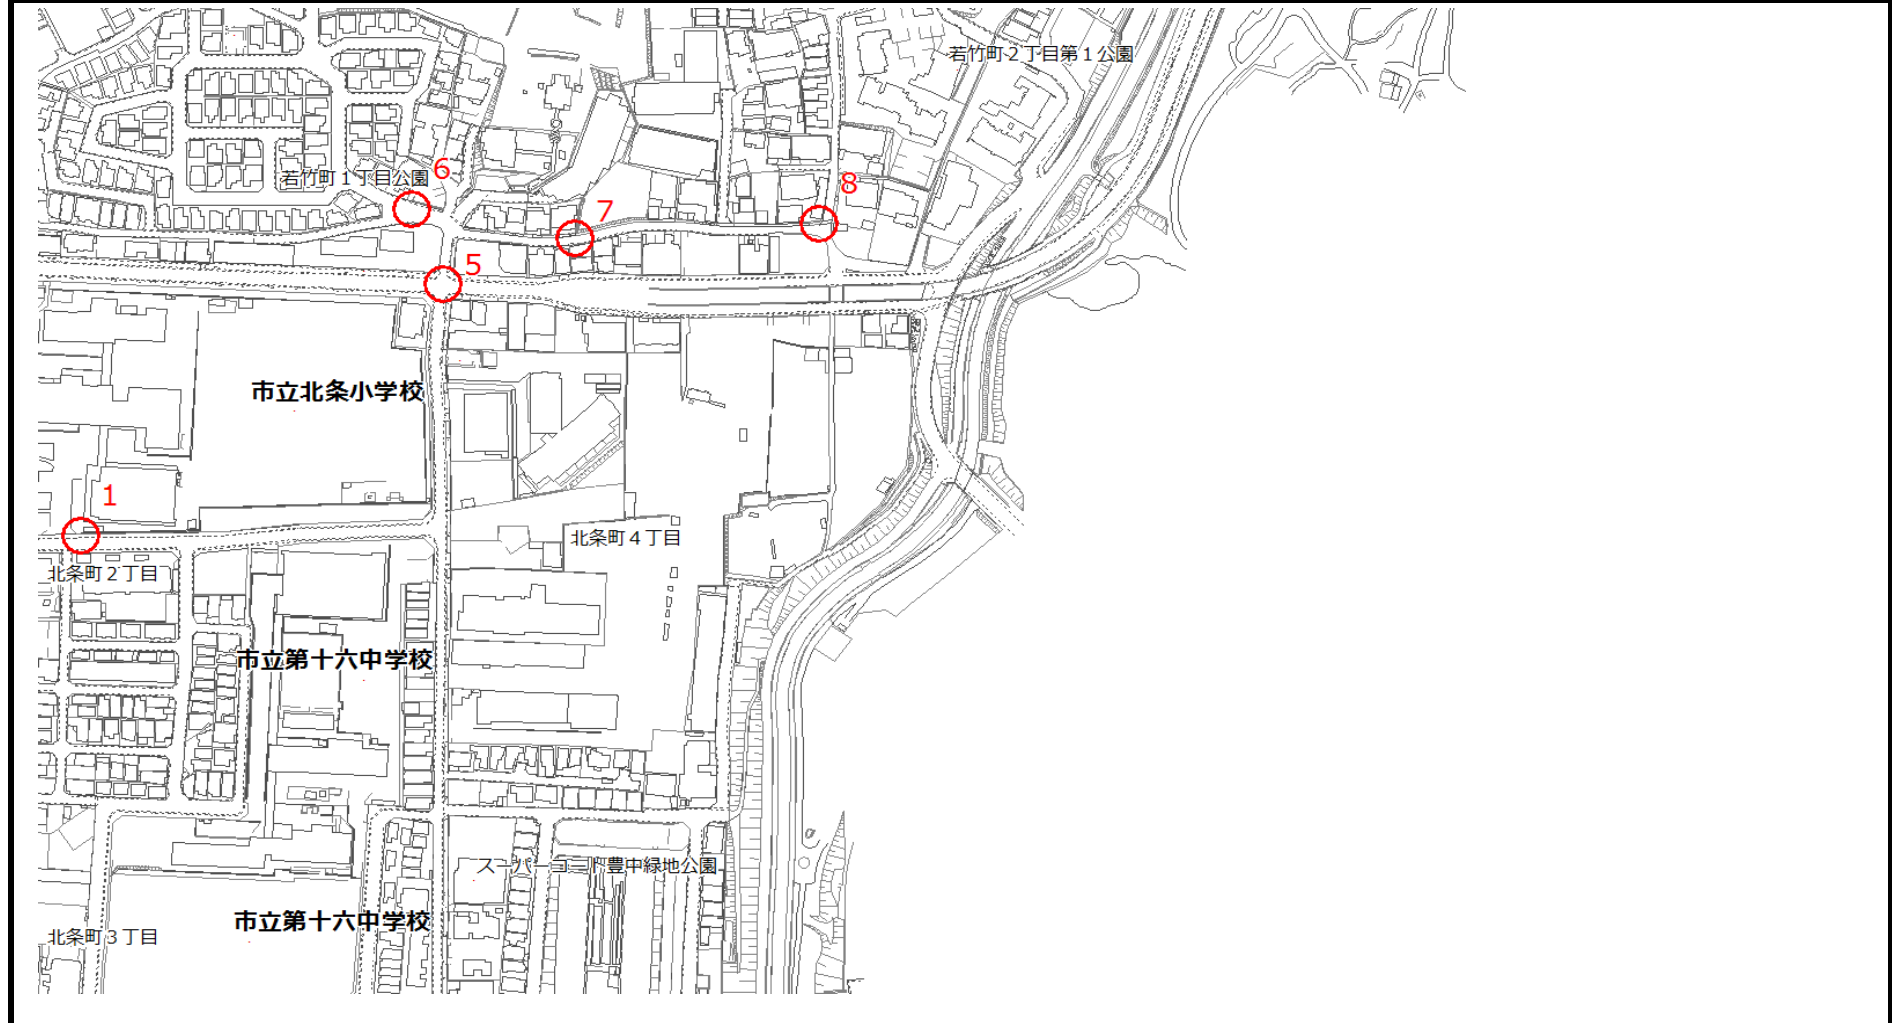 若竹町２丁目第１公園
6
若竹町１丁目公園
8
7
5
市立北条小学校
1
北条町４丁目
北条町２丁目
市立第十六中学校
スーパーコート豊中緑地公園
市立第十六中学校
北条町３丁目